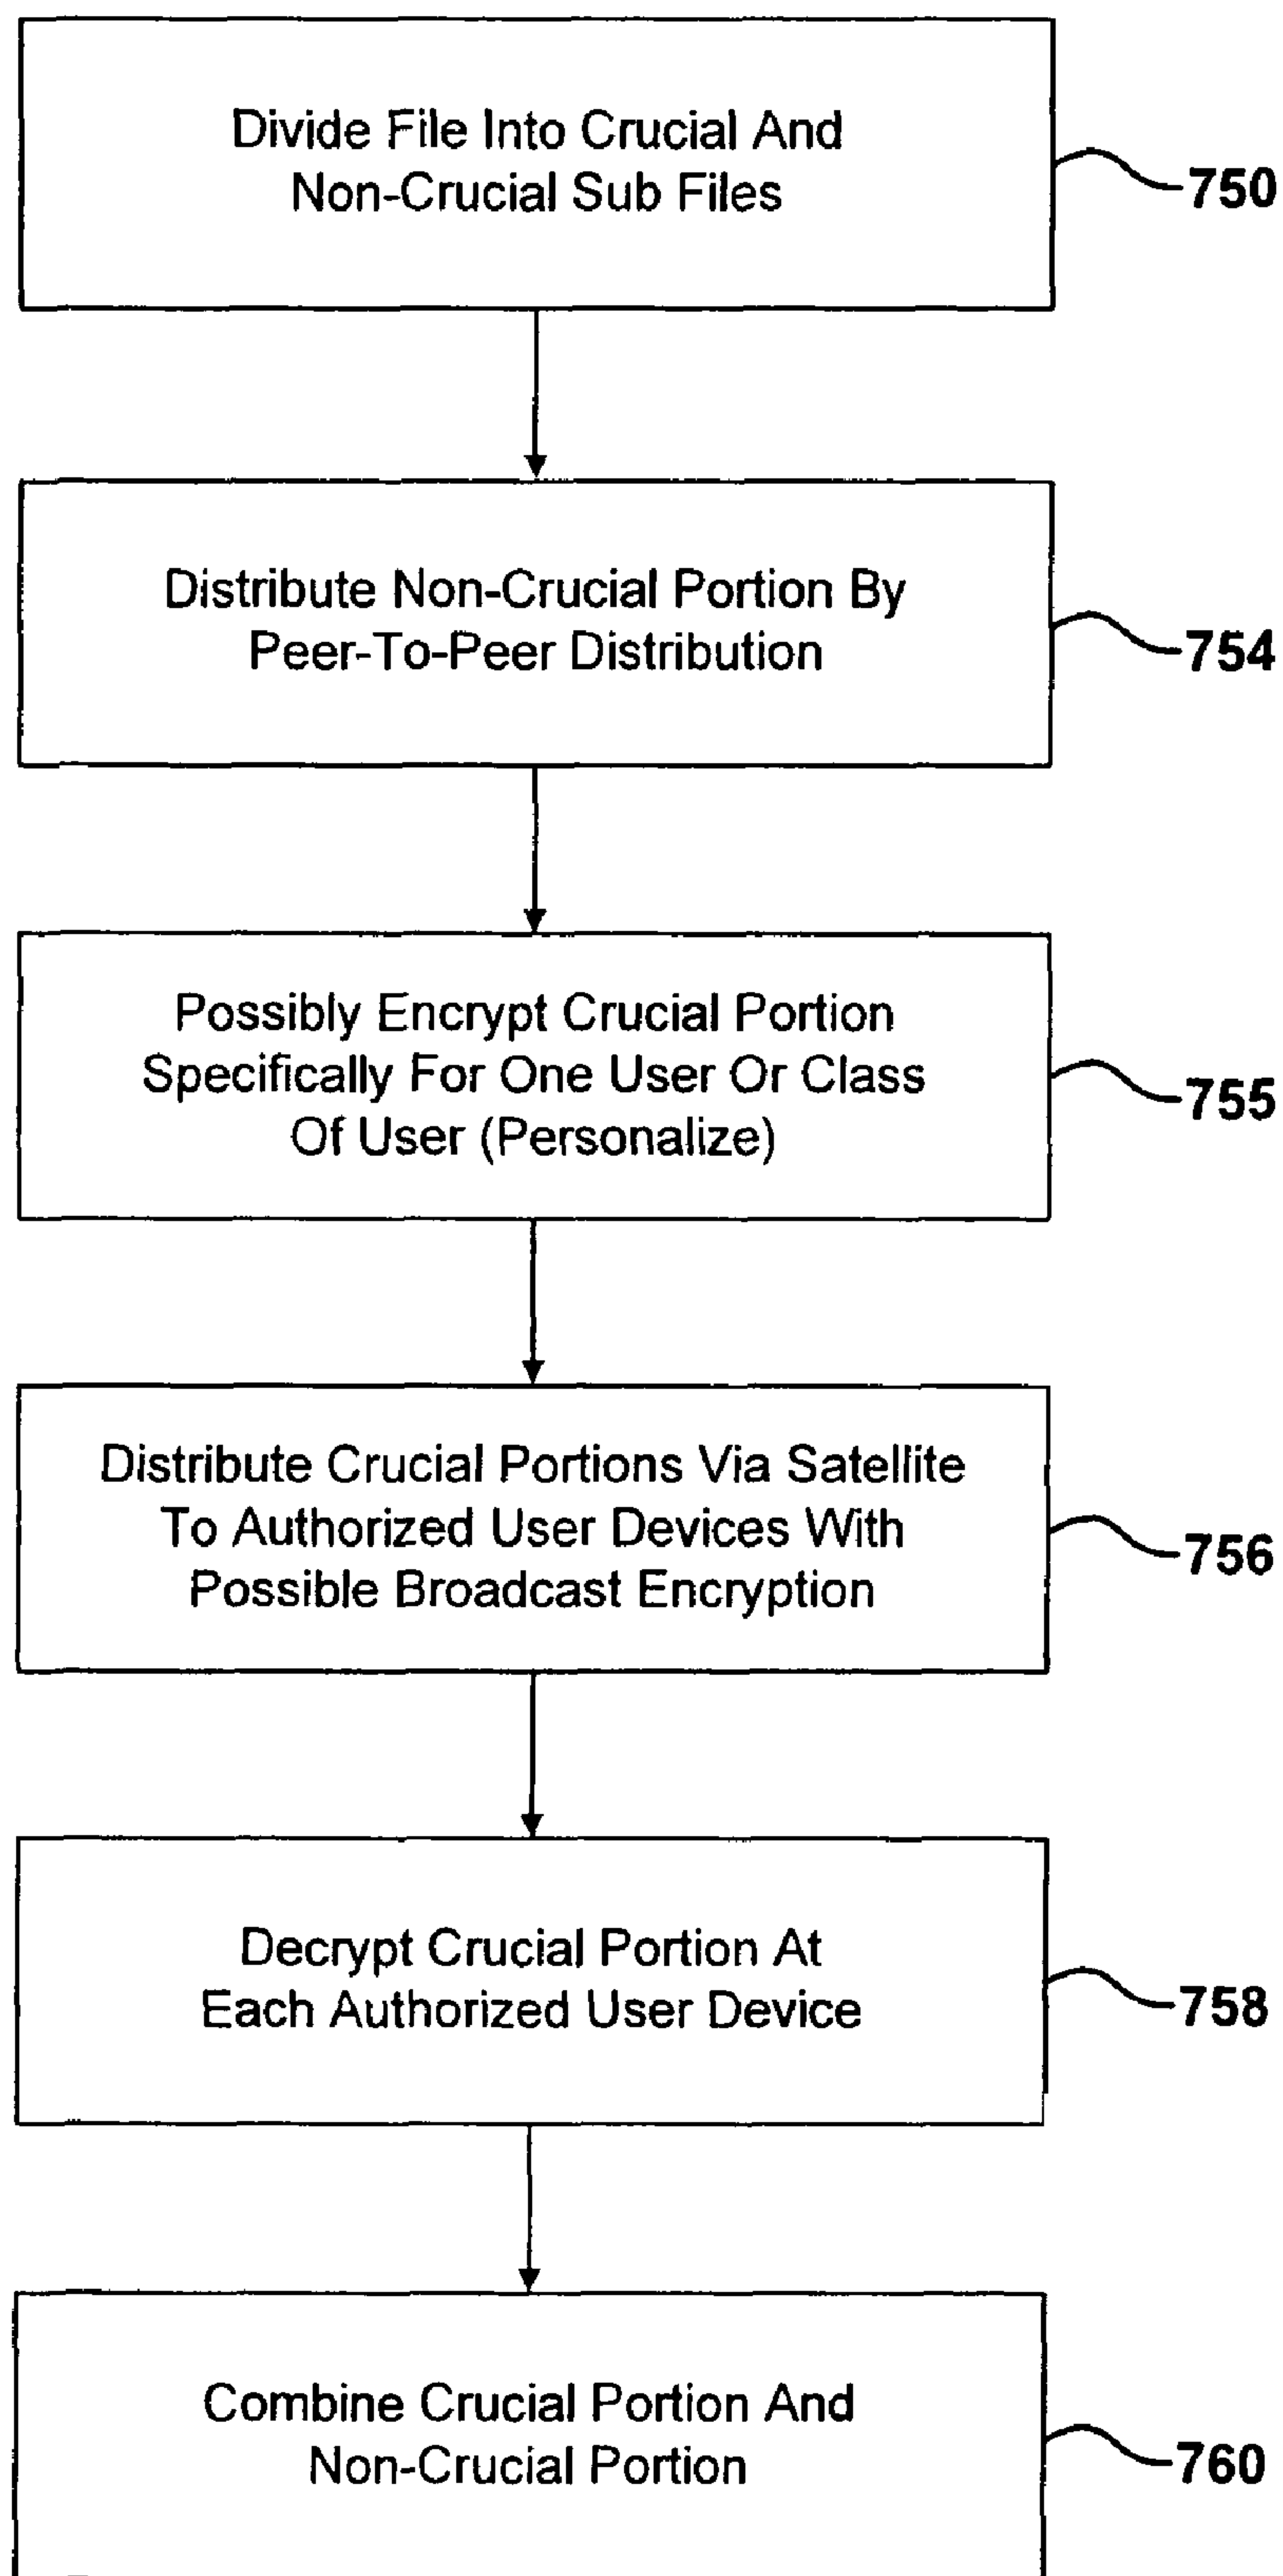 Divide File Into Crucial And
Non-Crucial Sub Files
750
Distribute Non-Crucial Portion By
Peer-To-Peer Distribution
754
Possibly Encrypt Crucial Portion
Specifically For One User Or Class
Of User (Personalize)
755
Distribute Crucial Portions Via Satellite
To Authorized User Devices With
Possible Broadcast Encryption
756
Decrypt Crucial Portion At
Each Authorized User Device
758
Combine Crucial Portion And
Non-Crucial Portion
760